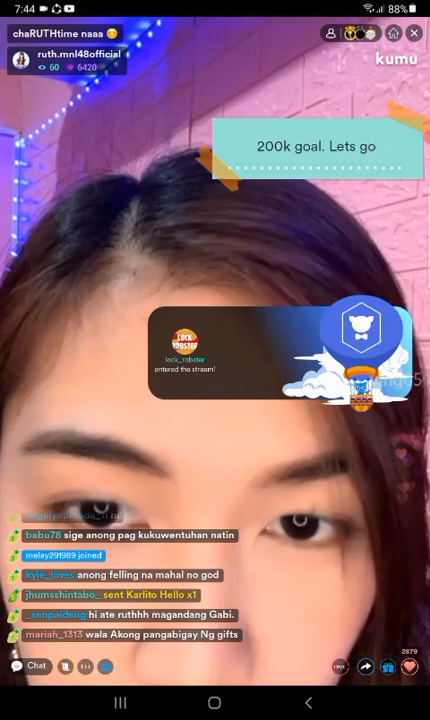 7:44
88%
chaRUTHtime naaa
ruth.mnl48official
60 6420
kumu
200k goal. Lets go
LOCK ROBSTER
lock_robster
entered the stream!
babu78 sige anong pag kukuwentuhan natin
melay291989 joined
kyle_loves anong felling na mahal no god
jhumsshintabo_ sent Karlito Hello x1
_senpaideng hi ate ruthhh magandang Gabi.
mariah_1313 wala Akong pangabigay Ng gifts
2879
Chat